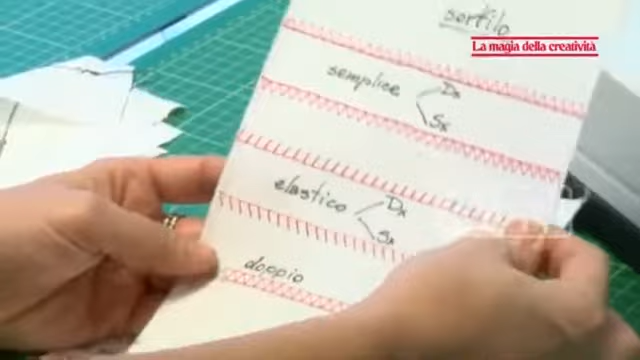 sorfilo
La magia della creatività
semplice Dx
Sx
elastico Dx
Sx
doppio